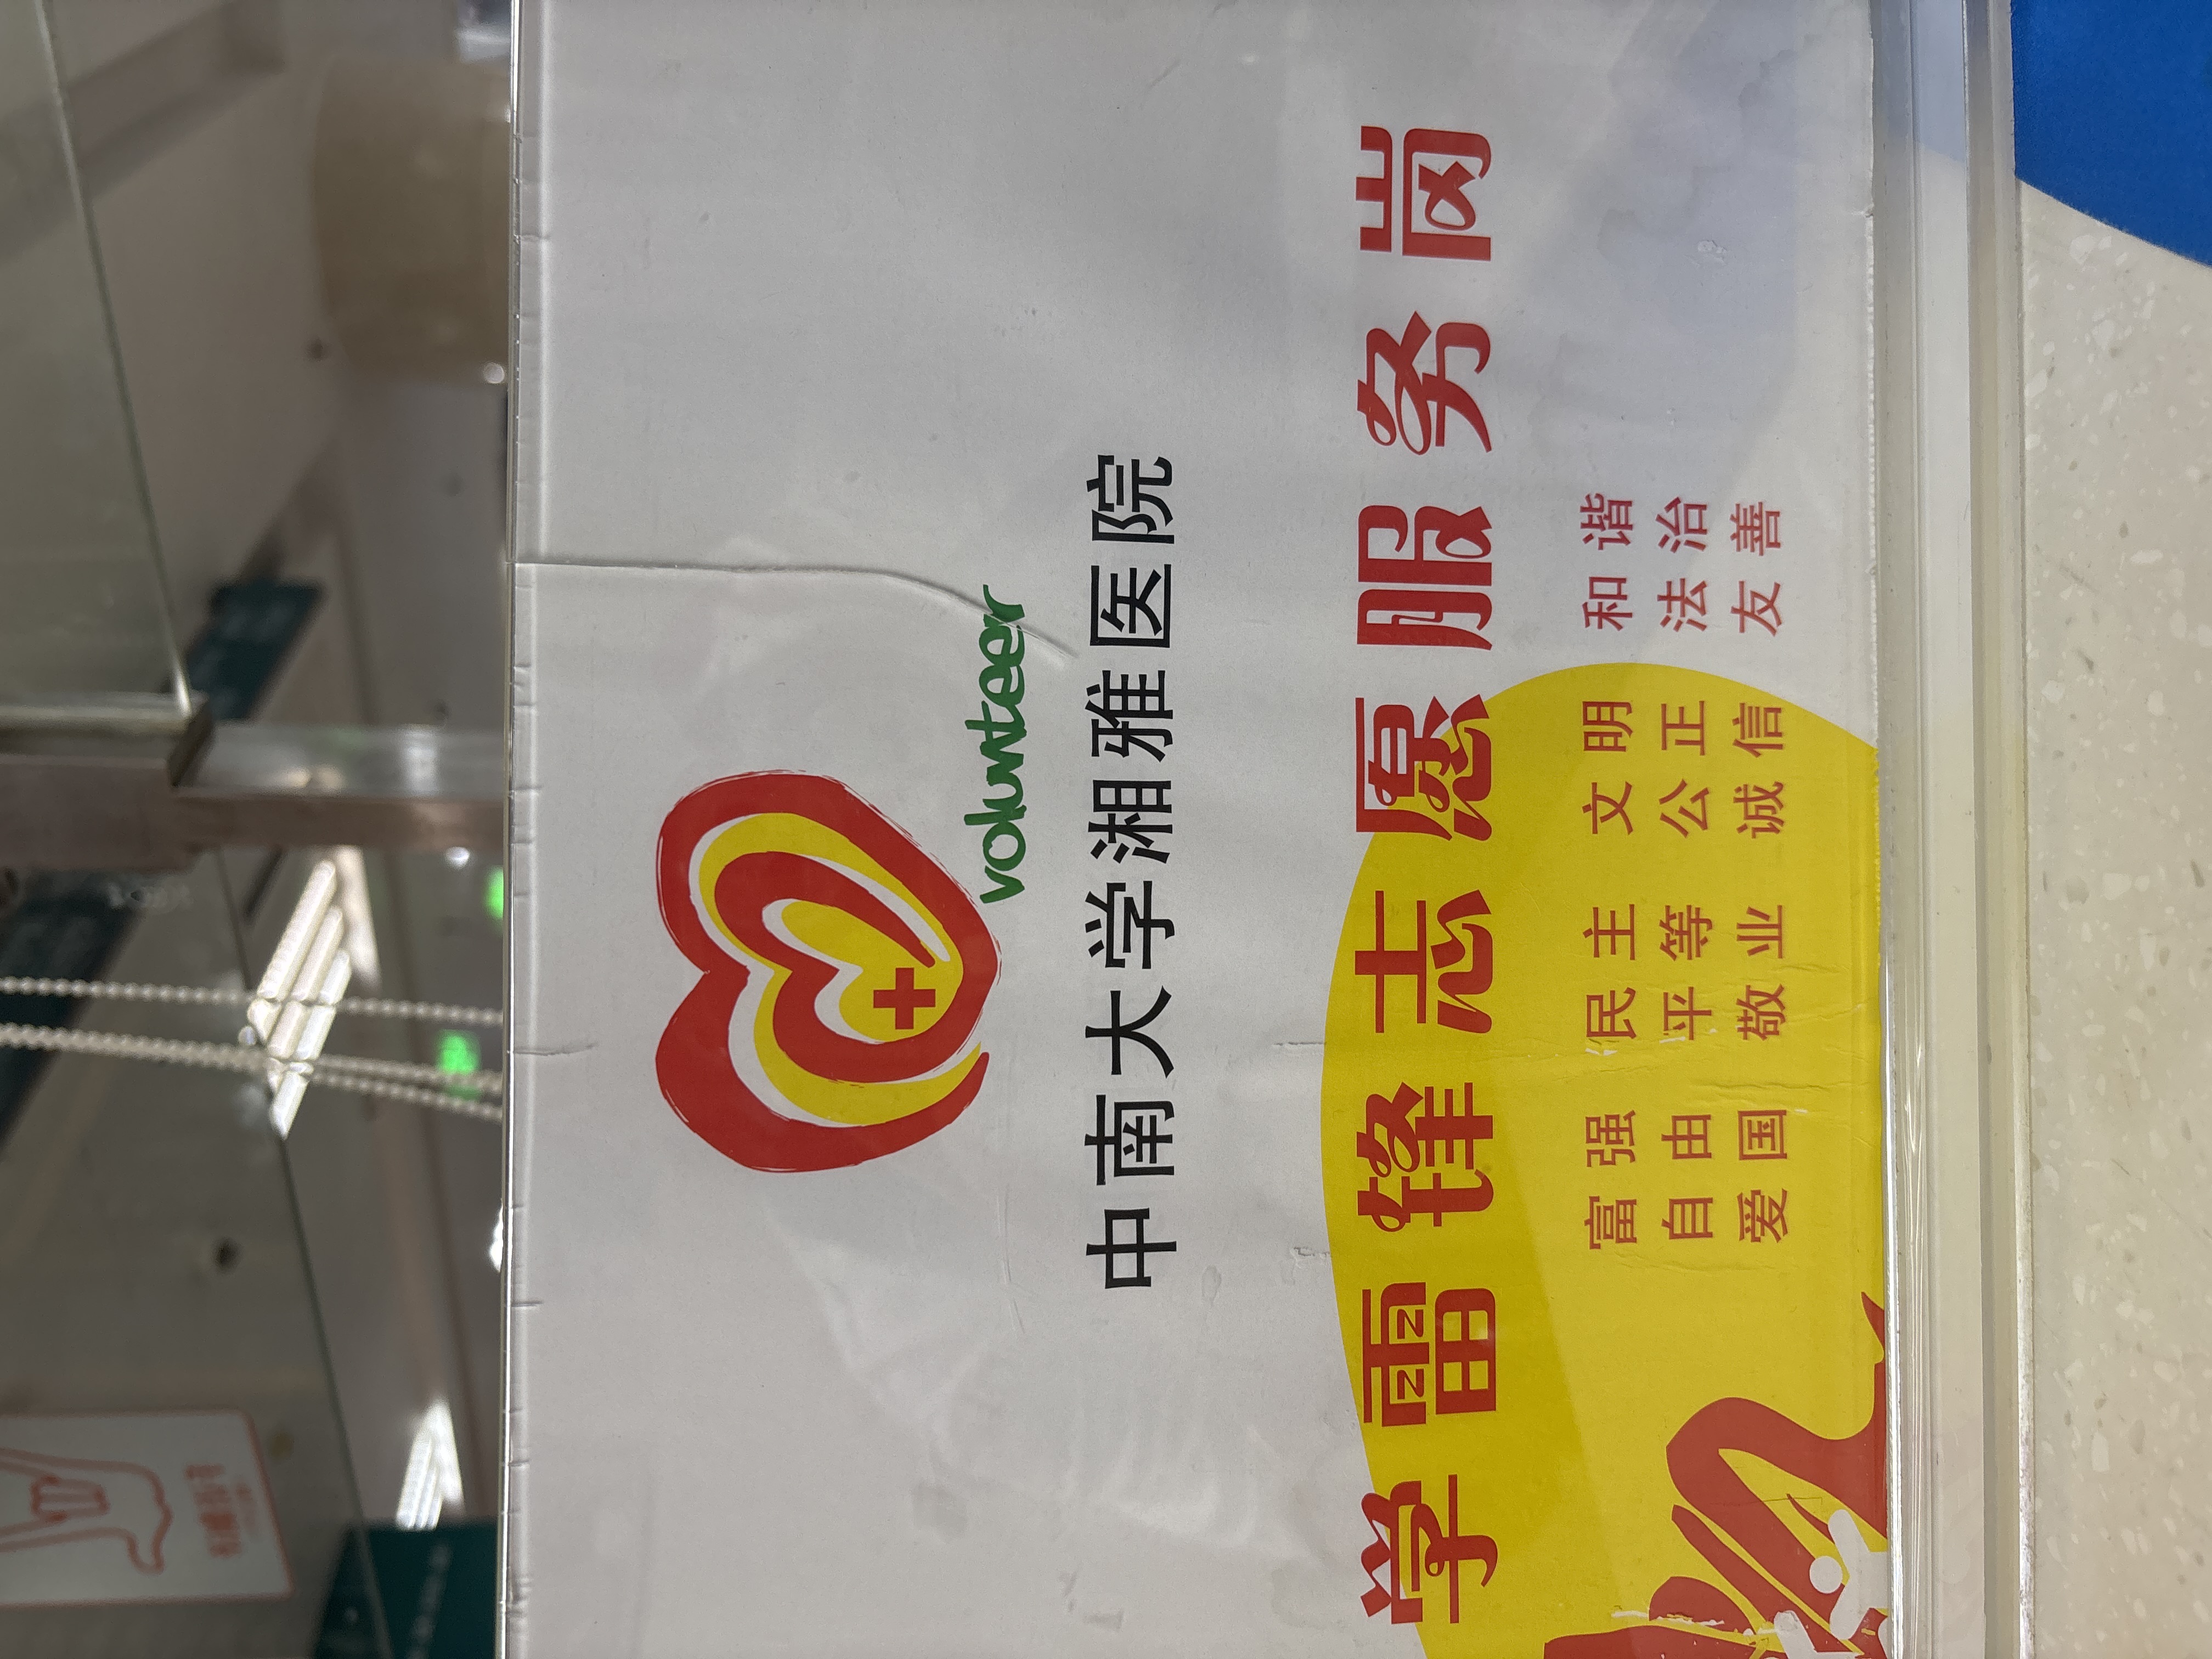 volunteer
中南大学湘雅医院
学雷锋志愿服务岗
富强 民主 文明 和谐
自由 平等 公正 法治
爱国 敬业 诚信 友善